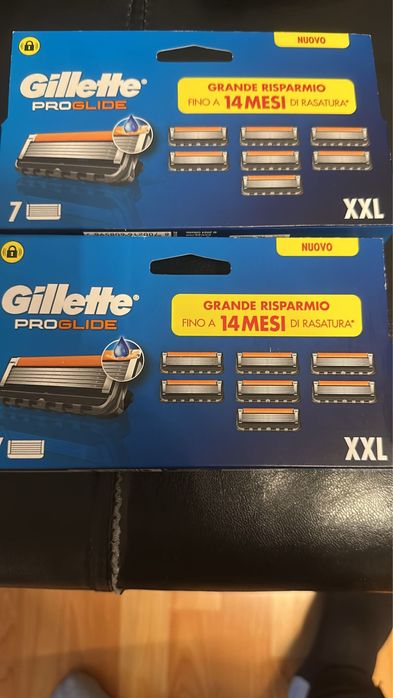 NUOVO
Gillette®
PROGLIDE
GRANDE RISPARMIO
FINO A 14 MESI DI RASATURA*
7
XXL
NUOVO
Gillette®
PROGLIDE
GRANDE RISPARMIO
FINO A 14 MESI DI RASATURA*
XXL